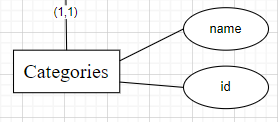 (1,1)
name
Categories
id